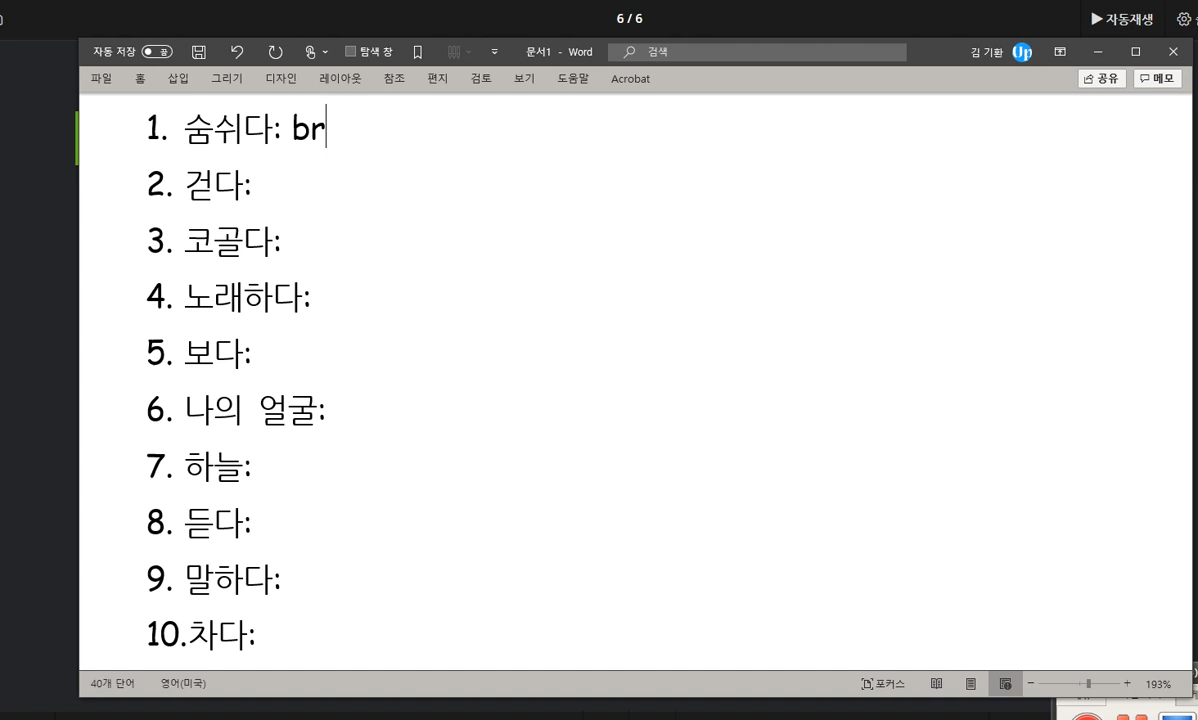 6 / 6
▶ 자동재생
자동 저장 끔 탐색 창 문서1 - Word 검색 김 기환 Up
파일 홈 삽입 그리기 디자인 레이아웃 참조 편지 검토 보기 도움말 Acrobat 공유 메모
1. 숨쉬다: br
2. 걷다:
3. 코골다:
4. 노래하다:
5. 보다:
6. 나의 얼굴:
7. 하늘:
8. 듣다:
9. 말하다:
10.차다:
40개 단어 영어(미국) 포커스 193%